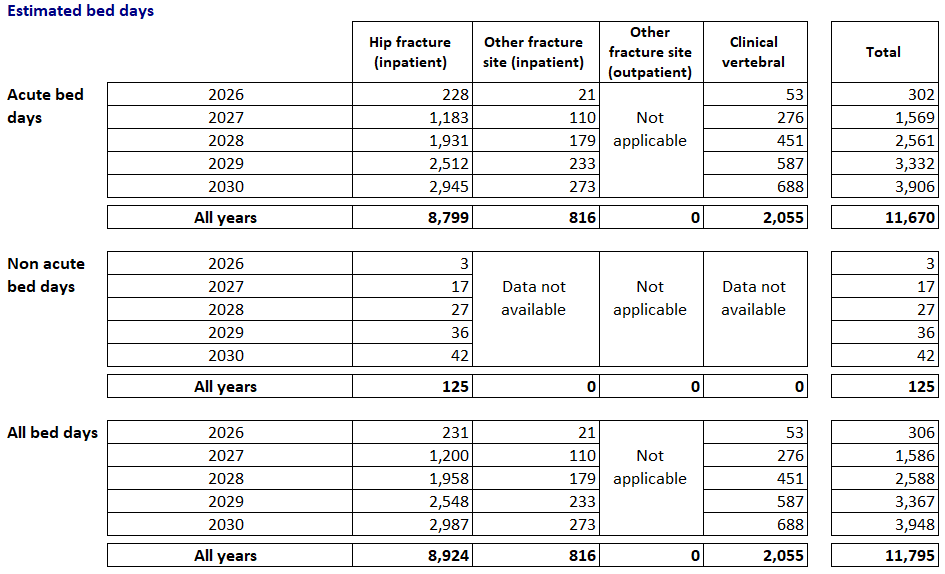 Estimated bed days
Hip fracture (inpatient) Other fracture site (inpatient) Other fracture site (outpatient) Clinical vertebral Total
Acute bed days
2026 228 21 53 302
2027 1,183 110 Not applicable 276 1,569
2028 1,931 179 451 2,561
2029 2,512 233 587 3,332
2030 2,945 273 688 3,906
All years 8,799 816 0 2,055 11,670
Non acute bed days
2026 3 3
2027 17 Data not available Not applicable Data not available 17
2028 27 27
2029 36 36
2030 42 42
All years 125 0 0 0 125
All bed days
2026 231 21 53 306
2027 1,200 110 Not applicable 276 1,586
2028 1,958 179 451 2,588
2029 2,548 233 587 3,367
2030 2,987 273 688 3,948
All years 8,924 816 0 2,055 11,795